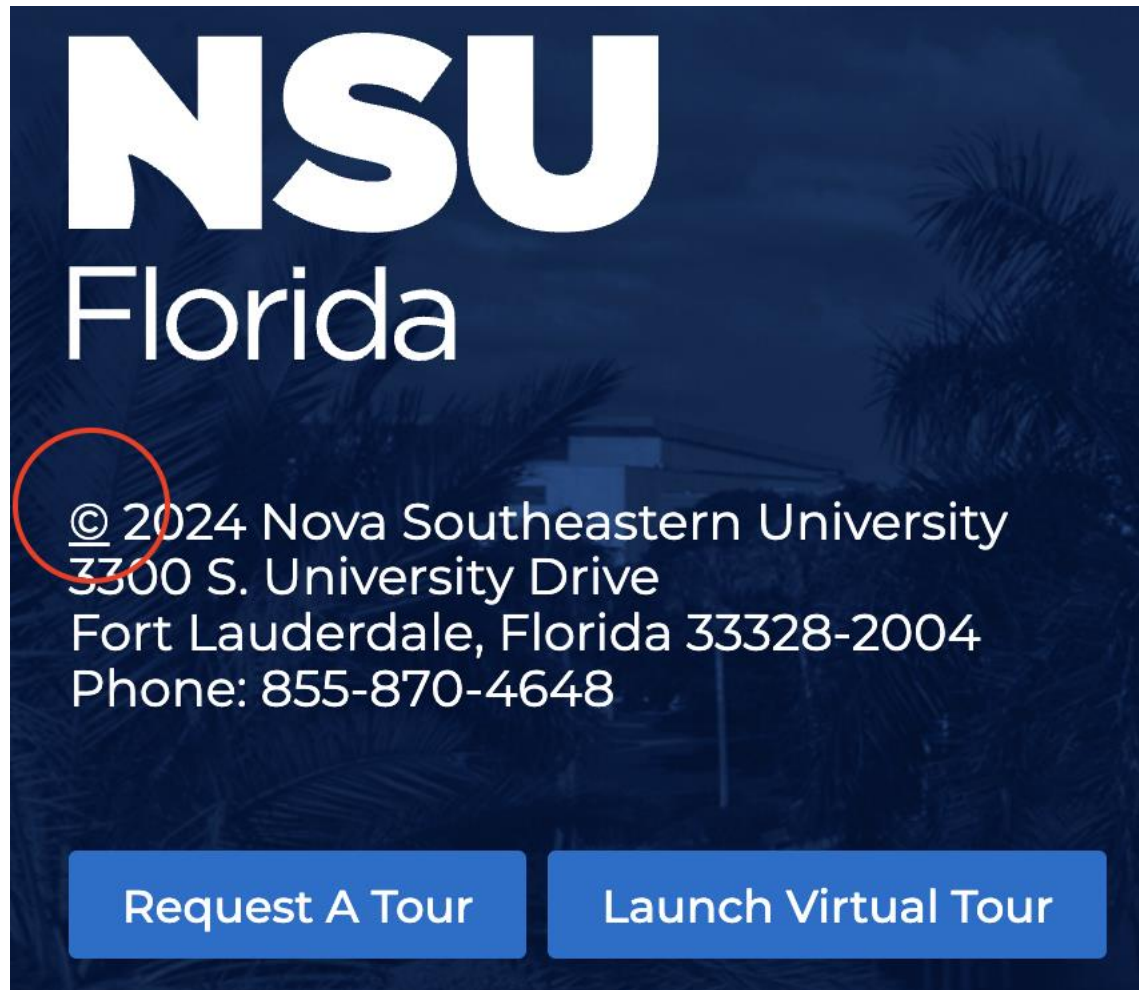 NSU
Florida
© 2024 Nova Southeastern University
3300 S. University Drive
Fort Lauderdale, Florida 33328-2004
Phone: 855-870-4648
Request A Tour
Launch Virtual Tour